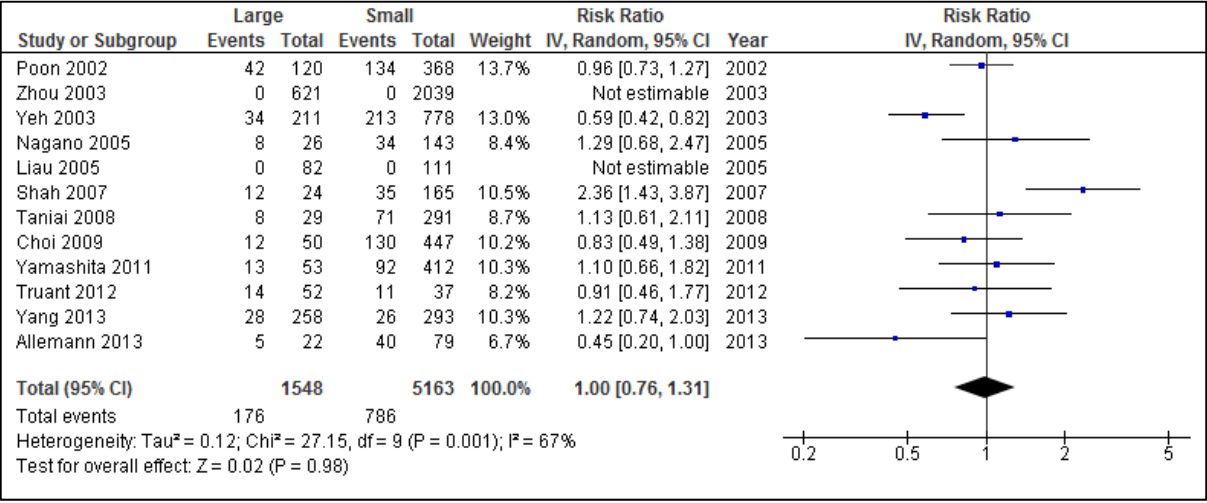 Large Small Risk Ratio Risk Ratio
Study or Subgroup Events Total Events Total Weight IV, Random, 95% CI Year IV, Random, 95% CI
Poon 2002 42 120 134 368 13.7% 0.96 [0.73, 1.27] 2002
Zhou 2003 0 621 0 2039 Not estimable 2003
Yeh 2003 34 211 213 778 13.0% 0.59 [0.42, 0.82] 2003
Nagano 2005 8 26 34 143 8.4% 1.29 [0.68, 2.47] 2005
Liau 2005 0 82 0 111 Not estimable 2005
Shah 2007 12 24 35 165 10.5% 2.36 [1.43, 3.87] 2007
Taniai 2008 8 29 71 291 8.7% 1.13 [0.61, 2.11] 2008
Choi 2009 12 50 130 447 10.2% 0.83 [0.49, 1.38] 2009
Yamashita 2011 13 53 92 412 10.3% 1.10 [0.66, 1.82] 2011
Truant 2012 14 52 11 37 8.2% 0.91 [0.46, 1.77] 2012
Yang 2013 28 258 26 293 10.3% 1.22 [0.74, 2.03] 2013
Allemann 2013 5 22 40 79 6.7% 0.45 [0.20, 1.00] 2013
Total (95% CI) 1548 5163 100.0% 1.00 [0.76, 1.31]
Total events 176 786
Heterogeneity: Tau² = 0.12; Chi² = 27.15, df = 9 (P = 0.001); I² = 67%
Test for overall effect: Z = 0.02 (P = 0.98)
0.2 0.5 1 2 5